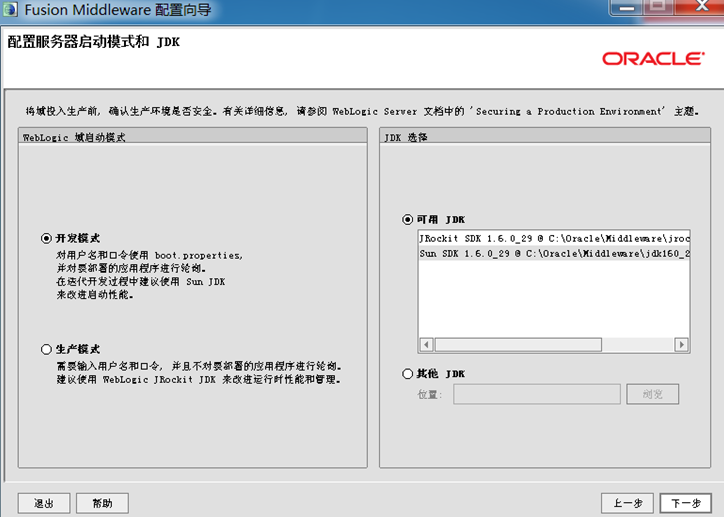 Fusion Middleware 配置向导
配置服务器启动模式和 JDK
ORACLE
将域投入生产前, 确认生产环境是否安全。有关详细信息, 请参阅 WebLogic Server 文档中的 'Securing a Production Environment' 主题。
WebLogic 域启动模式
开发模式
对用户名和口令使用 boot.properties,
并对要部署的应用程序进行轮询。
在迭代开发过程中建议使用 Sun JDK
来改进启动性能。
生产模式
需要输入用户名和口令, 并且不对要部署的应用程序进行轮询。
建议使用 WebLogic JRockit JDK 来改进运行时性能和管理。
JDK 选择
可用 JDK
JRockit SDK 1.6.0_29 @ C:\Oracle\Middleware\jroc
Sun SDK 1.6.0_29 @ C:\Oracle\Middleware\jdk160_2
其他 JDK
位置:
浏览
退出
帮助
上一步
下一步